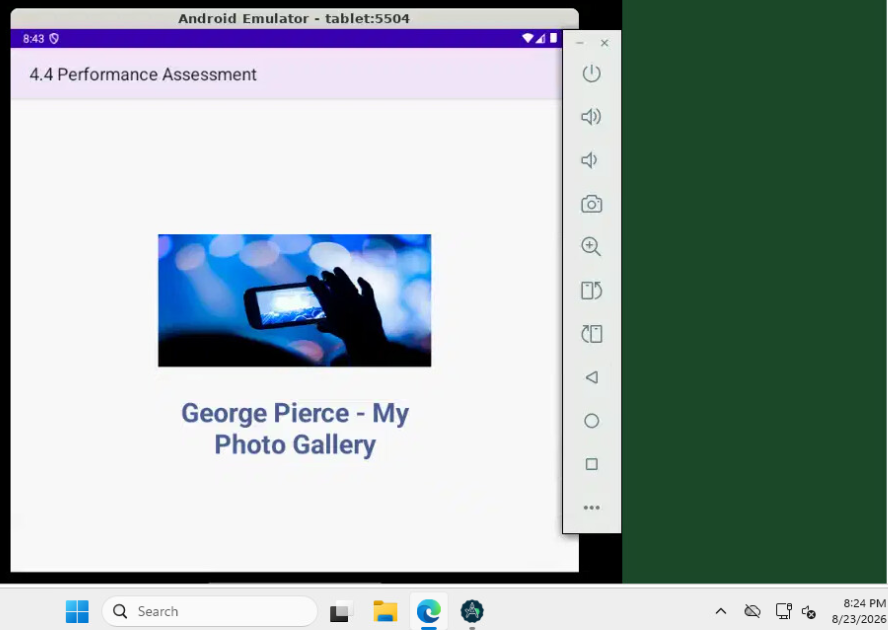 Android Emulator - tablet:5504
8:43
4.4 Performance Assessment
George Pierce - My
Photo Gallery
Search
8:24 PM
8/23/2026